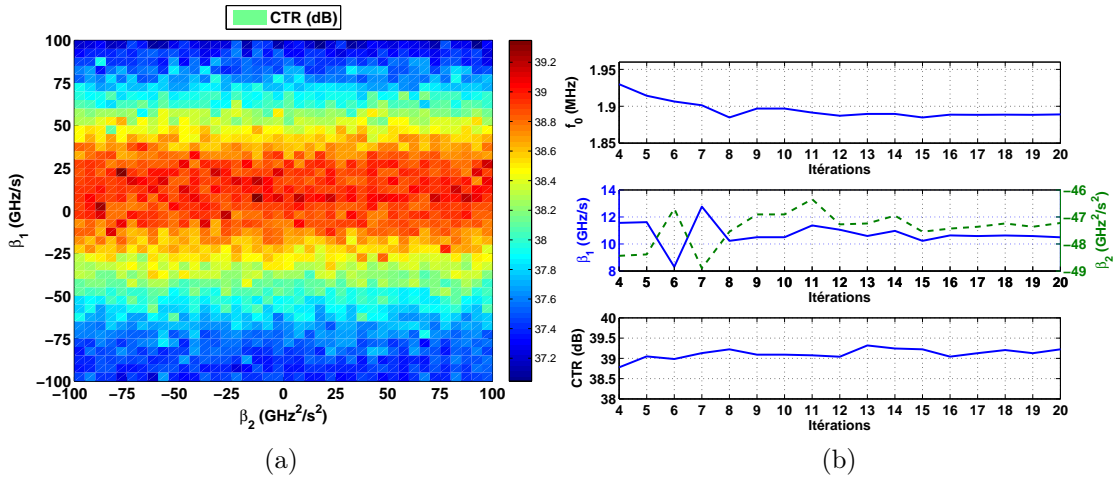 (a)
CTR (dB)
100
75
50
25
0
−25
−50
−75
−100
β1 (GHz/s)
−100 −75 −50 −25 0 25 50 75 100
β2 (GHz²/s²)
39.2
39
38.8
38.6
38.4
38.2
38
37.8
37.6
37.4
37.2
(a)
(b)
1.95
1.9
1.85
f0 (MHz)
4 5 6 7 8 9 10 11 12 13 14 15 16 17 18 19 20
Itérations
14
12
10
8
β1 (GHz/s)
−46
−47
−48
−49
β2 (GHz²/s²)
4 5 6 7 8 9 10 11 12 13 14 15 16 17 18 19 20
Itérations
40
39.5
39
38.5
38
CTR (dB)
4 5 6 7 8 9 10 11 12 13 14 15 16 17 18 19 20
Itérations
(b)